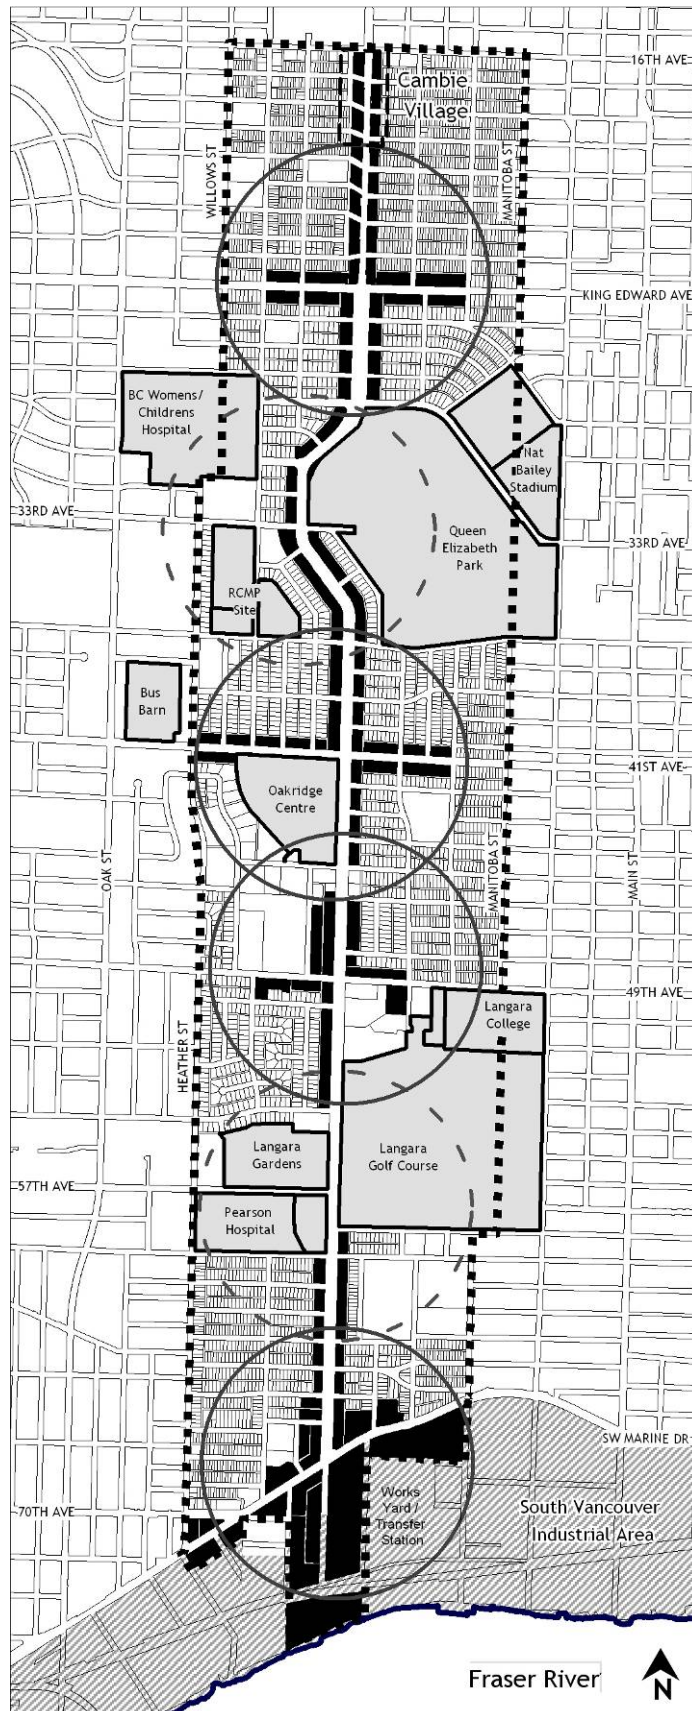 16TH AVE
Cambie
Village
WILLOWS ST
MANITOBA ST
KING EDWARD AVE
BC Womens/
Childrens
Hospital
Nat
Bailey
Stadium
33RD AVE
Queen
Elizabeth
Park
33RD AVE
RCMP
Site
Bus
Barn
41ST AVE
Oakridge
Centre
OAK ST
MANITOBA ST
MAIN ST
49TH AVE
Langara
College
HEATHER ST
Langara
Gardens
Langara
Golf Course
57TH AVE
Pearson
Hospital
SW MARINE DR
Works
Yard /
Transfer
Station
South Vancouver
Industrial Area
70TH AVE
Fraser River
N